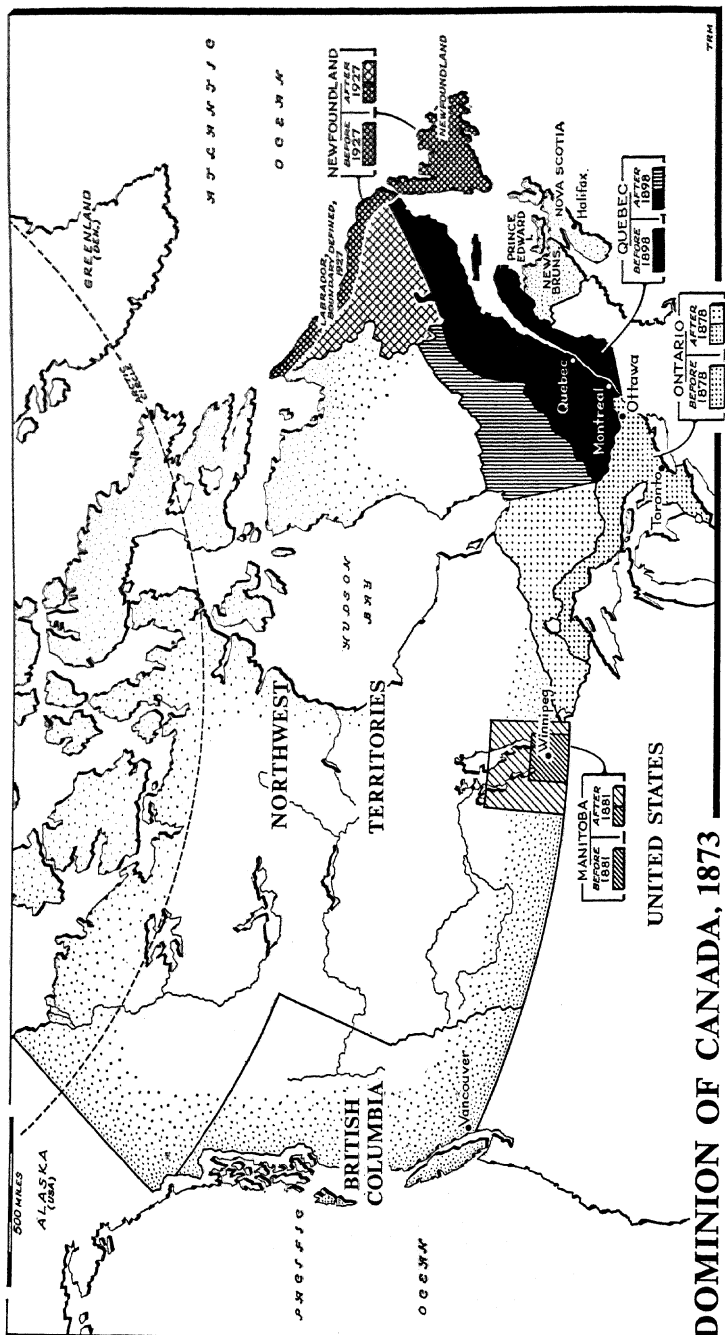 500 MILES
ALASKA
(USA)
GREENLAND
(DEN.)
ARCTIC CIRCLE
ATLANTIC
OCEAN
NEWFOUNDLAND
BEFORE 1927
AFTER 1927
LABRADOR,
BOUNDARY DEFINED,
1927
NEWFOUNDLAND
HUDSON
BAY
NORTHWEST
TERRITORIES
BRITISH
COLUMBIA
Vancouver
PACIFIC
OCEAN
Winnipeg
MANITOBA
BEFORE 1881
AFTER 1881
UNITED STATES
Quebec
Montreal
Ottawa
Toronto
PRINCE
EDWARD
I.
NEW
BRUNS.
NOVA SCOTIA
Halifax
QUEBEC
BEFORE 1898
AFTER 1898
ONTARIO
BEFORE 1878
AFTER 1878
DOMINION OF CANADA, 1873
TRM